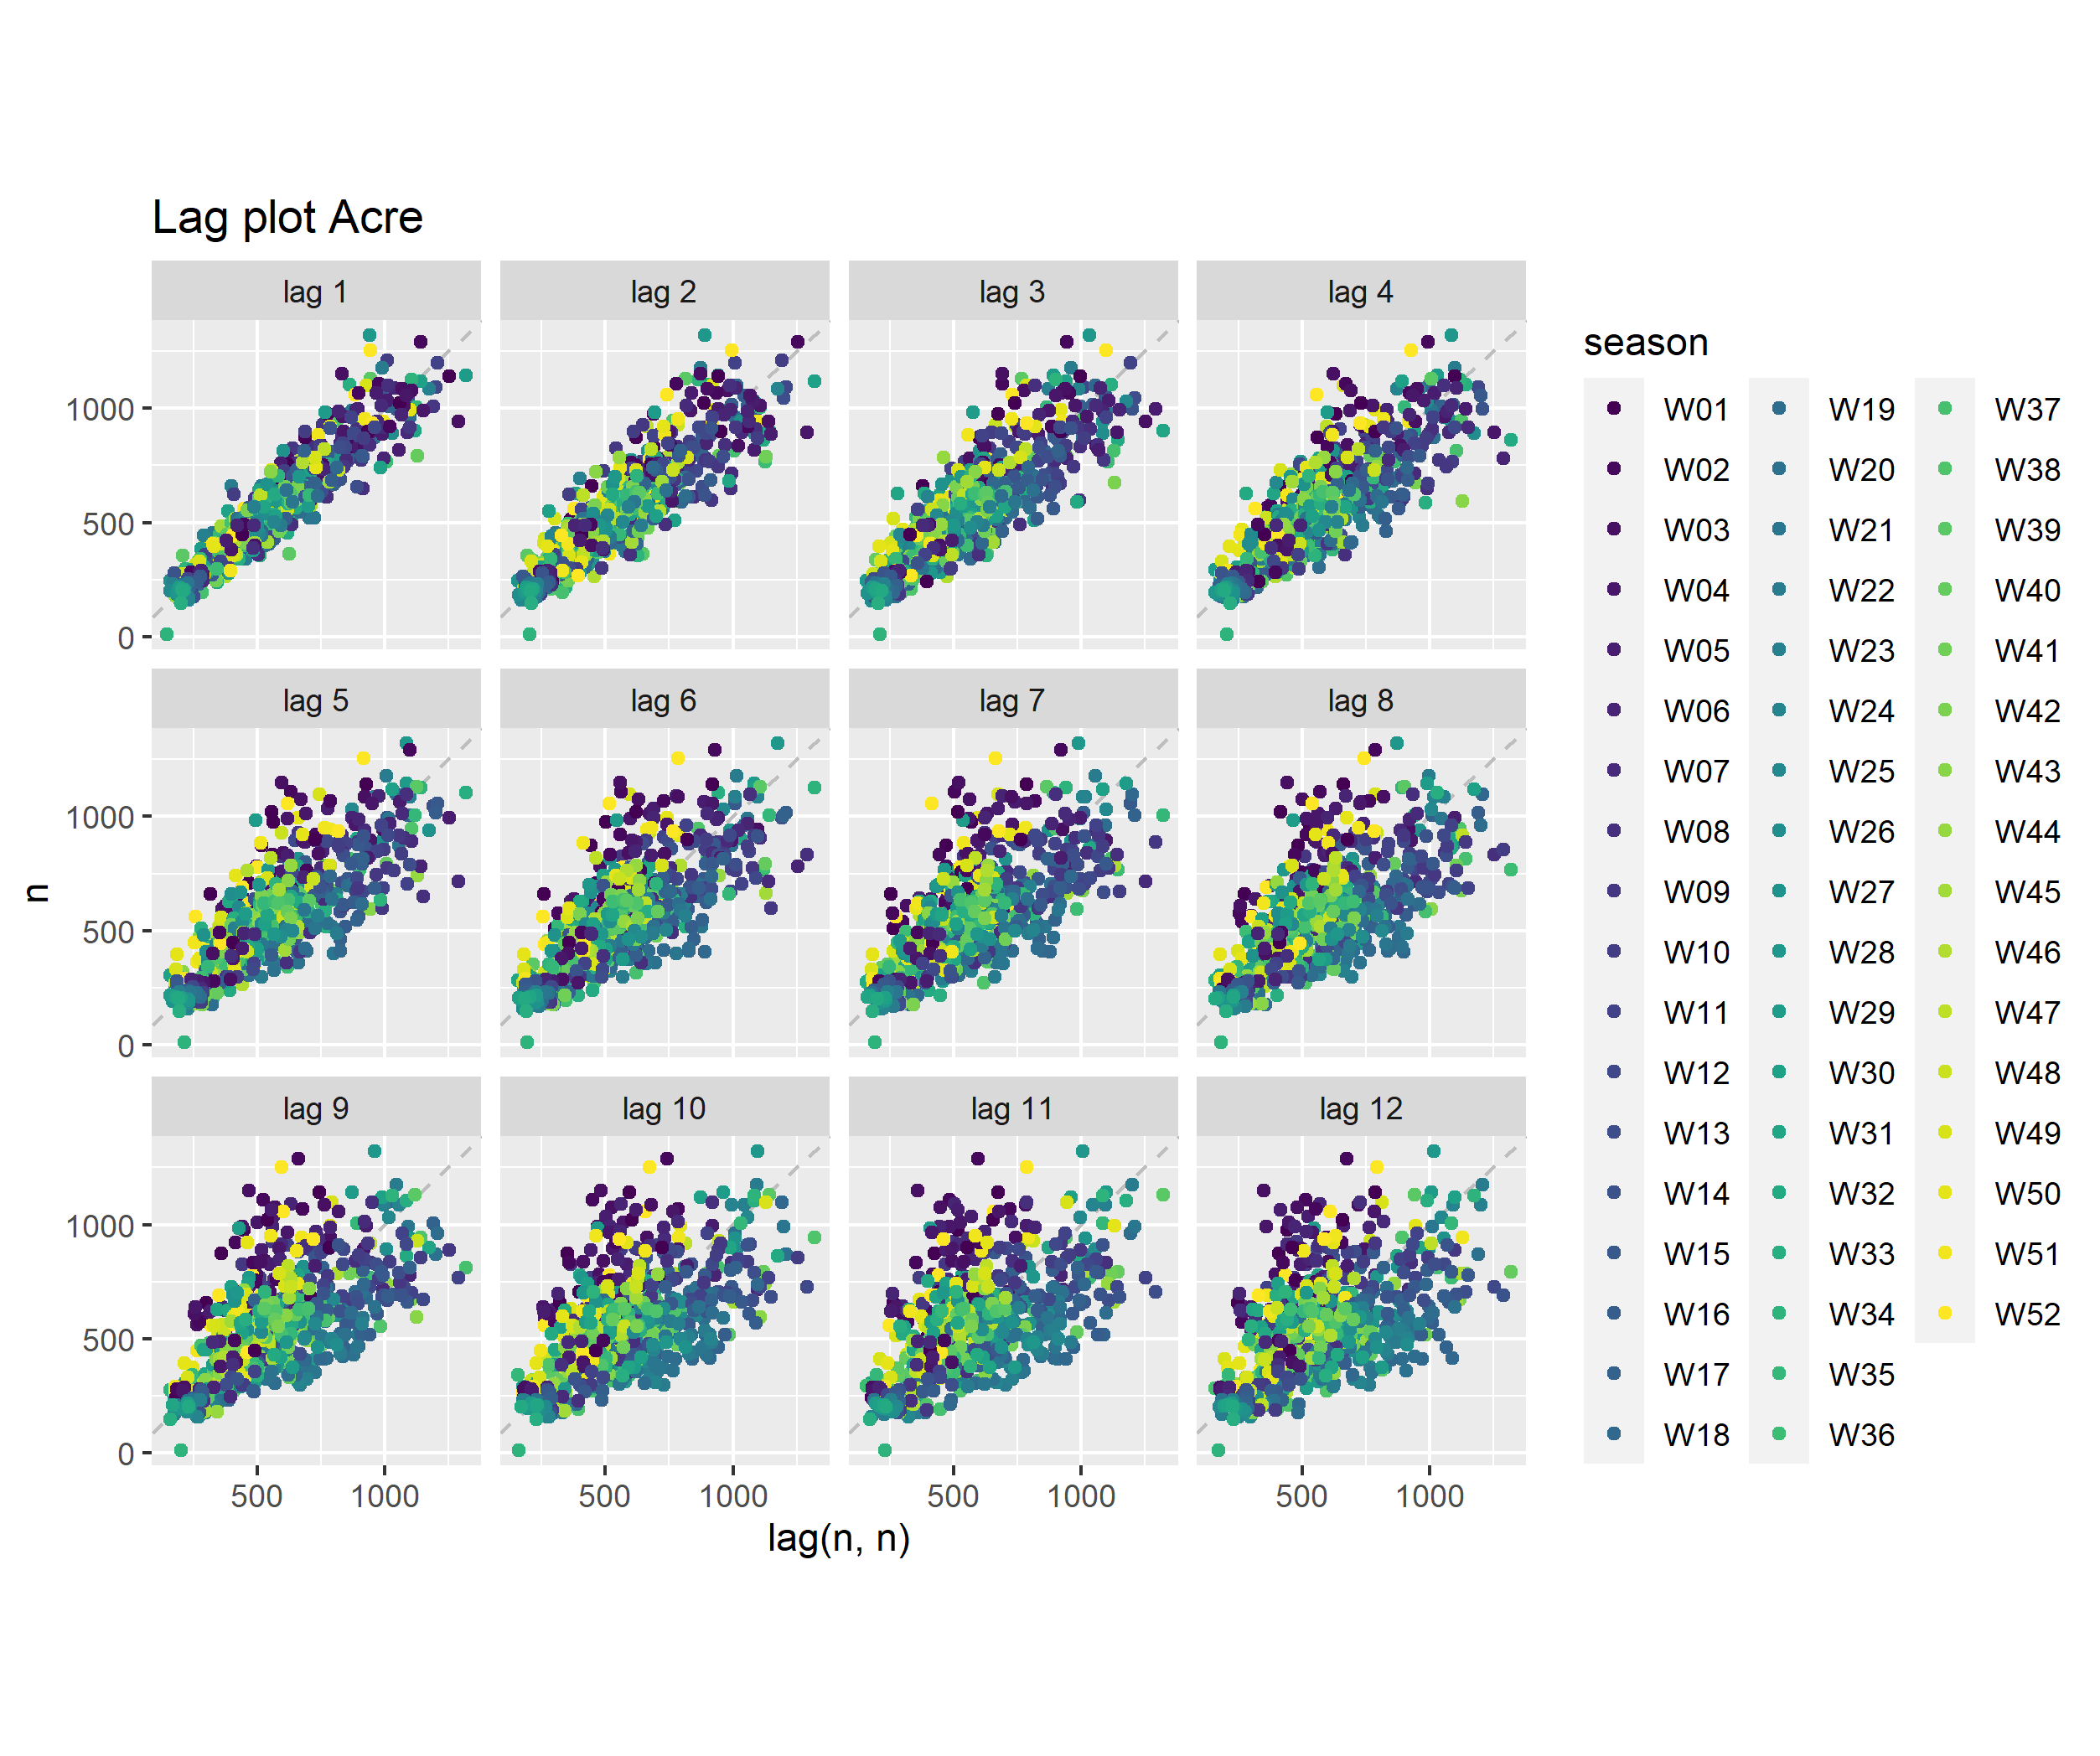 Lag plot Acre
lag 1 lag 2 lag 3 lag 4
1000
500
0
lag 5 lag 6 lag 7 lag 8
1000
500
0
lag 9 lag 10 lag 11 lag 12
1000
500
0
500 1000 500 1000 500 1000 500 1000
lag(n, n)
n
season
W01 W19 W37
W02 W20 W38
W03 W21 W39
W04 W22 W40
W05 W23 W41
W06 W24 W42
W07 W25 W43
W08 W26 W44
W09 W27 W45
W10 W28 W46
W11 W29 W47
W12 W30 W48
W13 W31 W49
W14 W32 W50
W15 W33 W51
W16 W34 W52
W17 W35
W18 W36